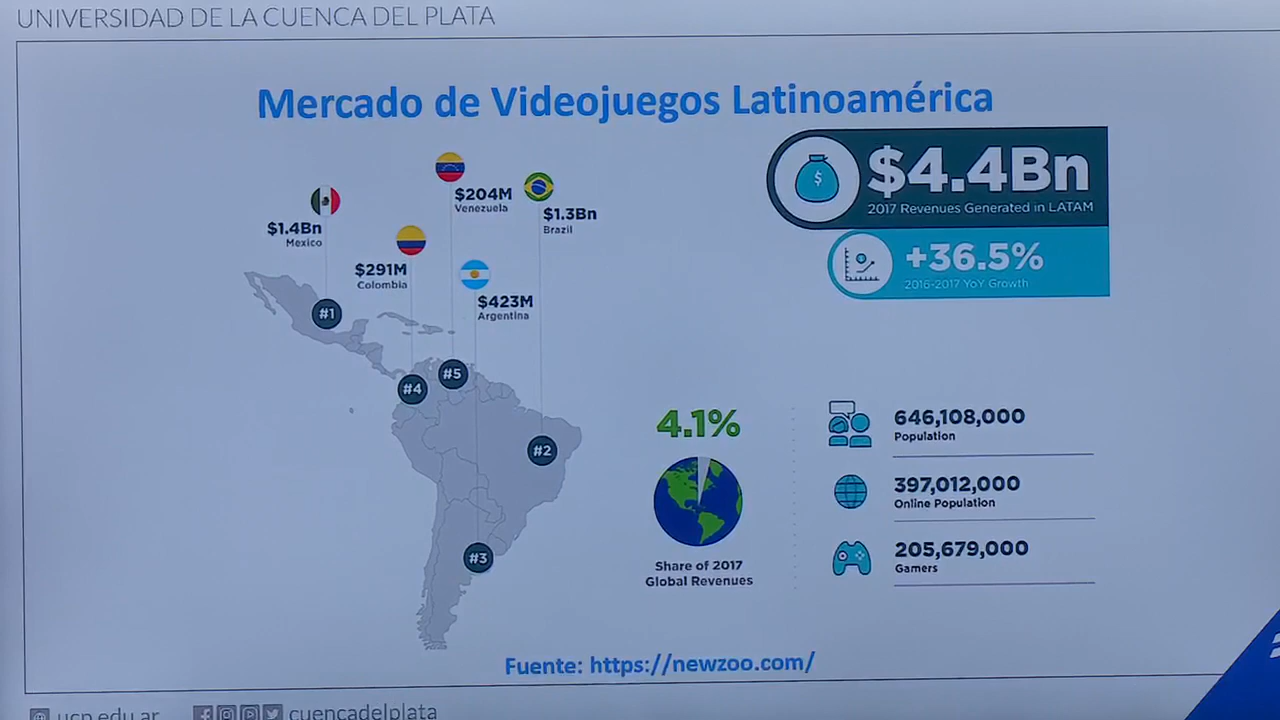 UNIVERSIDAD DE LA CUENCA DEL PLATA
Mercado de Videojuegos Latinoamérica
$1.4Bn
Mexico
$291M
Colombia
$204M
Venezuela
$423M
Argentina
$1.3Bn
Brazil
#1
#4
#5
#2
#3
$4.4Bn
2017 Revenues Generated in LATAM
+36.5%
2016-2017 YoY Growth
4.1%
Share of 2017
Global Revenues
646,108,000
Population
397,012,000
Online Population
205,679,000
Gamers
Fuente: https://newzoo.com/
ucp.edu.ar
cuencadelplata